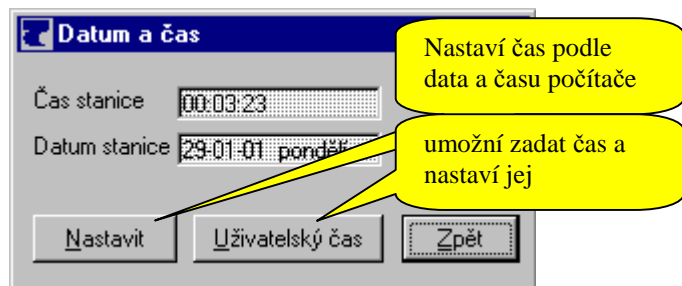 Datum a čas
Nastaví čas podle
data a času počítače
Čas stanice 00:03:23
Datum stanice 29-01-01 pondělí
umožní zadat čas a
nastaví jej
Nastavit Uživatelský čas Zpět